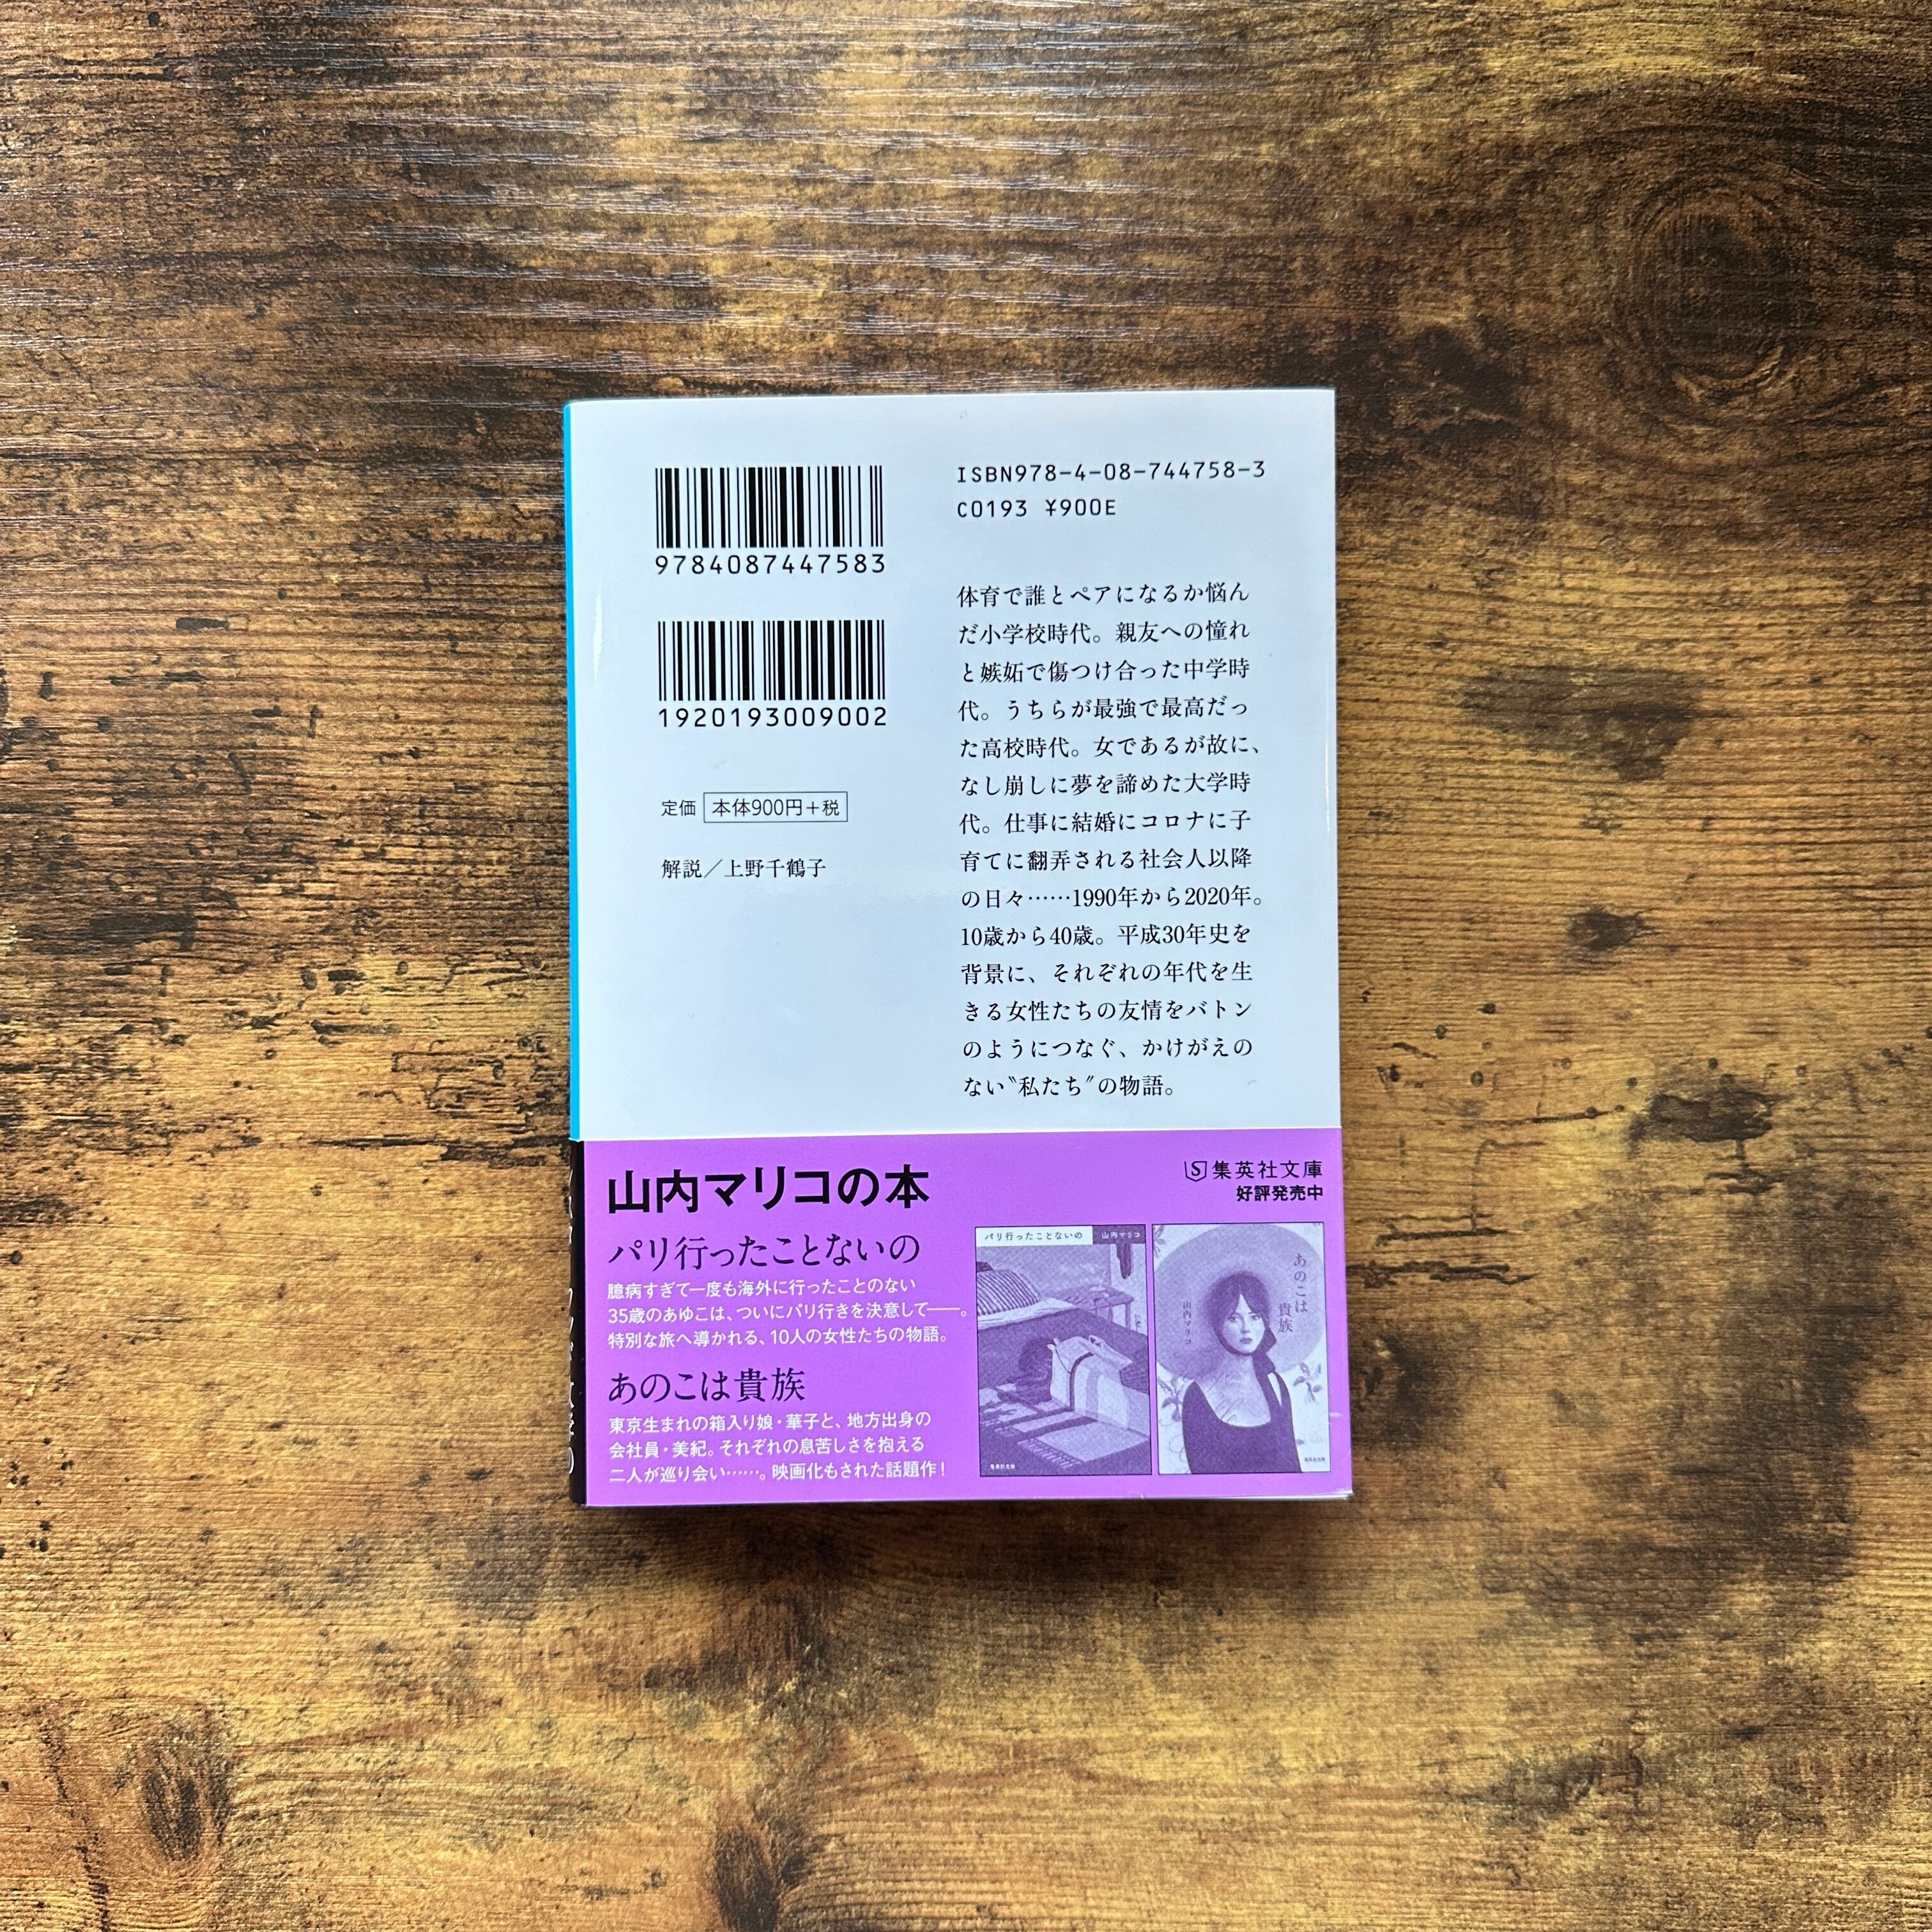 9784087447583
1920193009002
定価 本体900円+税
解説/上野千鶴子
ISBN978-4-08-744758-3
C0193 ¥900E
体育で誰とペアになるか悩ん
だ小学校時代。親友への憧れ
と嫉妬で傷つけ合った中学時
代。うちらが最強で最高だっ
た高校時代。女であるが故に、
なし崩しに夢を諦めた大学時
代。仕事に結婚にコロナに子
育てに翻弄される社会人以降
の日々……1990年から2020年。
10歳から40歳。平成30年史を
背景に、それぞれの年代を生
きる女性たちの友情をバトン
のようにつなぐ、かけがえの
ない〝私たち〟の物語。
山内マリコの本
S 集英社文庫
好評発売中
パリ行ったことないの
臆病すぎて一度も海外に行ったことのない
35歳のあゆこは、ついにパリ行きを決意して——。
特別な旅へ導かれる、10人の女性たちの物語。
あのこは貴族
東京生まれの箱入り娘・華子と、地方出身の
会社員・美紀。それぞれの息苦しさを抱える
二人が巡り会い……。映画化もされた話題作!
パリ行ったことないの 山内マリコ
集英社文庫
あのこは
貴族
山内マリコ
集英社文庫